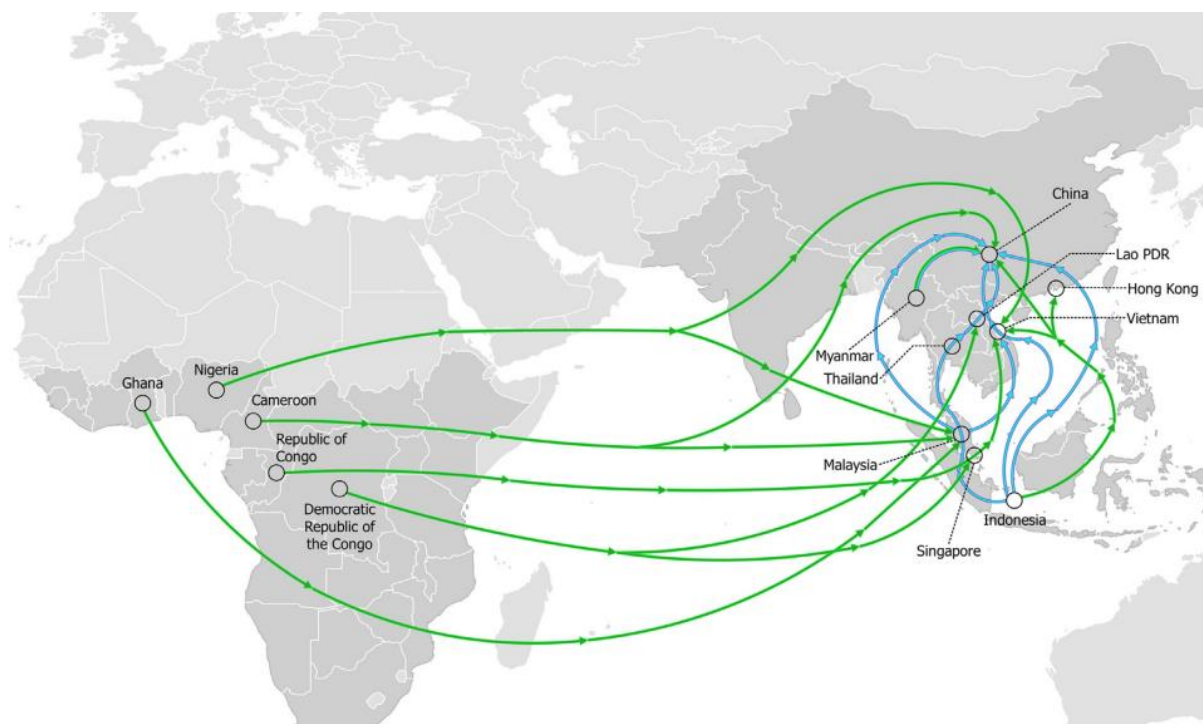 China
Lao PDR
Hong Kong
Vietnam
Myanmar
Thailand
Nigeria
Ghana
Cameroon
Republic of
Congo
Malaysia
Democratic
Republic of
the Congo
Indonesia
Singapore